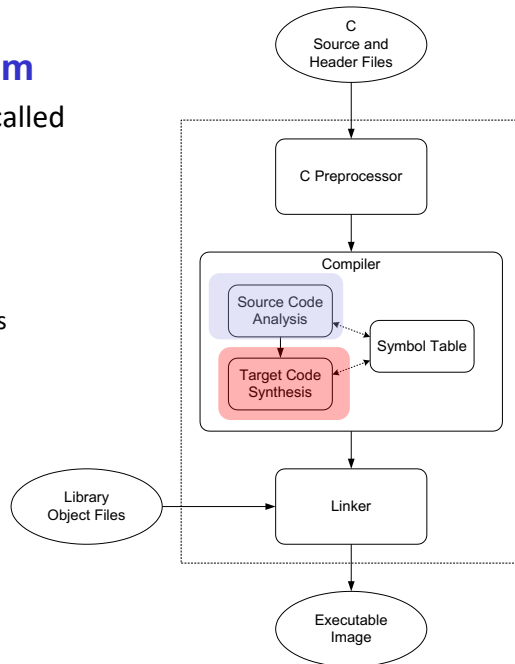 m
called
s
C
Source and
Header Files
C Preprocessor
Compiler
Source Code
Analysis
Symbol Table
Target Code
Synthesis
Library
Object Files
Linker
Executable
Image